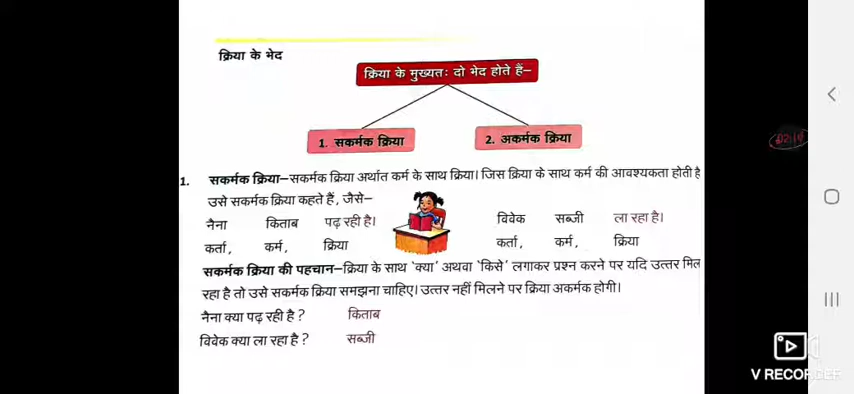 क्रिया के भेद
क्रिया के मुख्यतः दो भेद होते हैं–
1. सकर्मक क्रिया
2. अकर्मक क्रिया
02:19
1. सकर्मक क्रिया–सकर्मक क्रिया अर्थात कर्म के साथ क्रिया। जिस क्रिया के साथ कर्म की आवश्यकता होती है
उसे सकर्मक क्रिया कहते हैं, जैसे–
नैना किताब पढ़ रही है। विवेक सब्ज़ी ला रहा है।
कर्ता, कर्म, क्रिया कर्ता, कर्म, क्रिया
सकर्मक क्रिया की पहचान–क्रिया के साथ 'क्या' अथवा 'किसे' लगाकर प्रश्न करने पर यदि उत्तर मिल
रहा है तो उसे सकर्मक क्रिया समझना चाहिए। उत्तर नहीं मिलने पर क्रिया अकर्मक होगी।
नैना क्या पढ़ रही है? किताब
विवेक क्या ला रहा है? सब्ज़ी
V RECORDER